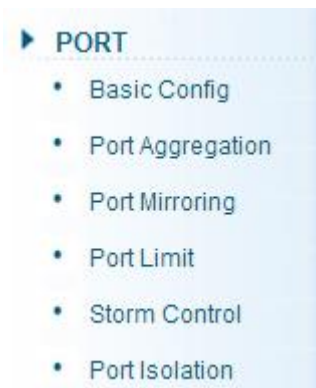 PORT
Basic Config
Port Aggregation
Port Mirroring
Port Limit
Storm Control
Port Isolation